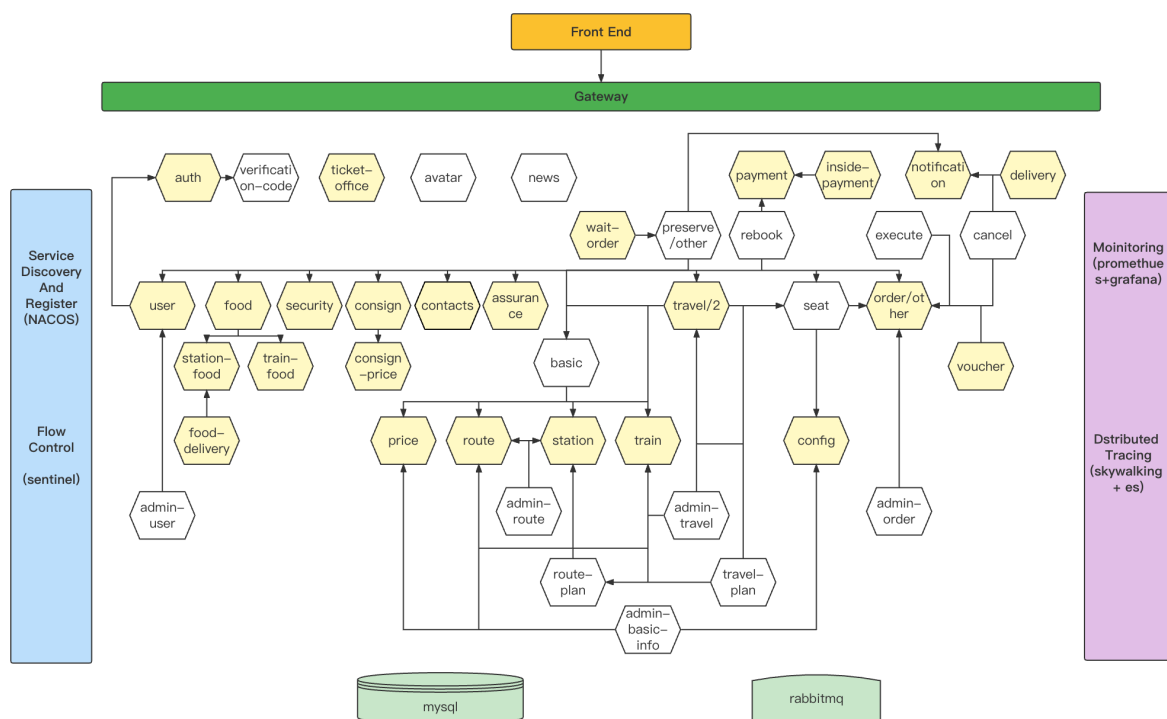 Front End
Gateway
auth
verificati
on-code
ticket-
office
avatar
news
payment
inside-
payment
notificati
on
delivery
wait-
order
preserve
/other
rebook
execute
cancel
Service
Discovery
And
Register
(NACOS)
Flow
Control
(sentinel)
Moinitoring
(promethue
s+grafana)
Dstributed
Tracing
(skywalking
+ es)
user
food
security
consign
contacts
assuran
ce
travel/2
seat
order/ot
her
station-
food
train-
food
consign
-price
basic
voucher
food-
delivery
price
route
station
train
config
admin-
user
admin-
route
admin-
travel
admin-
order
route-
plan
travel-
plan
admin-
basic-
info
mysql
rabbitmq